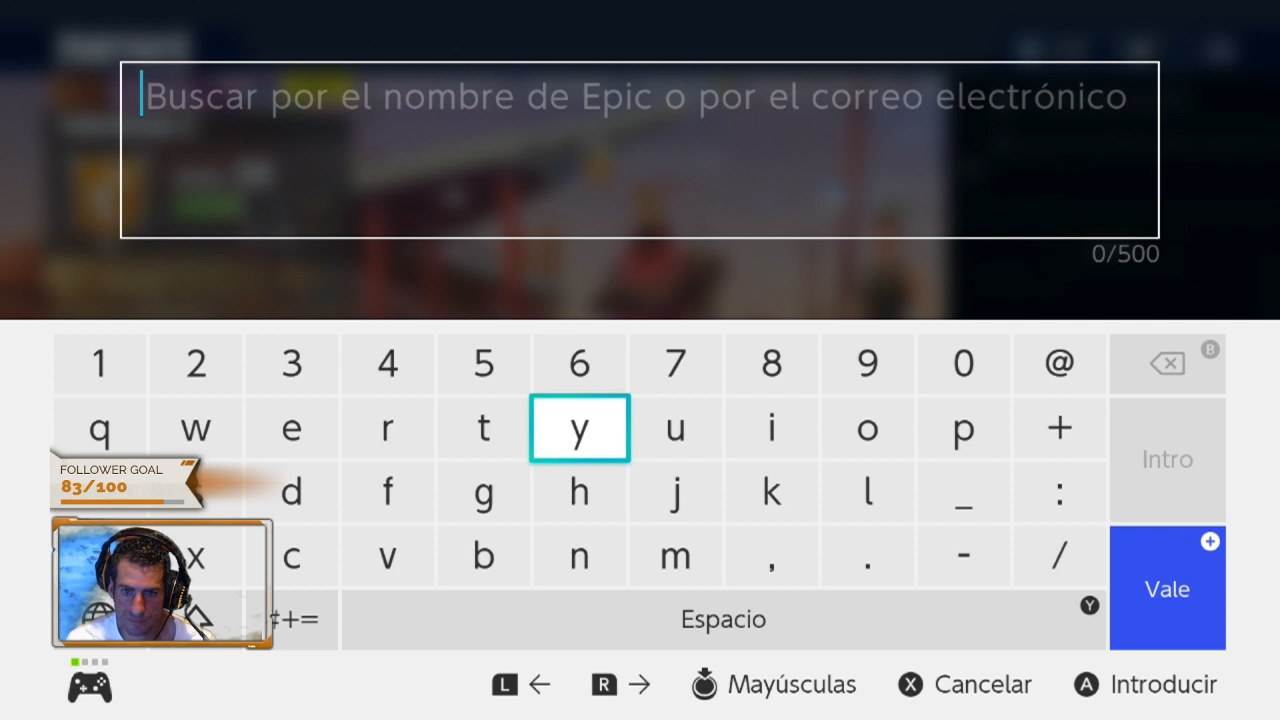 Buscar por el nombre de Epic o por el correo electrónico
0/500
1 2 3 4 5 6 7 8 9 0 @ B
q w e r t y u i o p +
Intro
FOLLOWER GOAL
83/100
d f g h j k l _ :
x c v b n m , . - / +
Vale
#+= Espacio Y
L ← R → Mayúsculas X Cancelar A Introducir